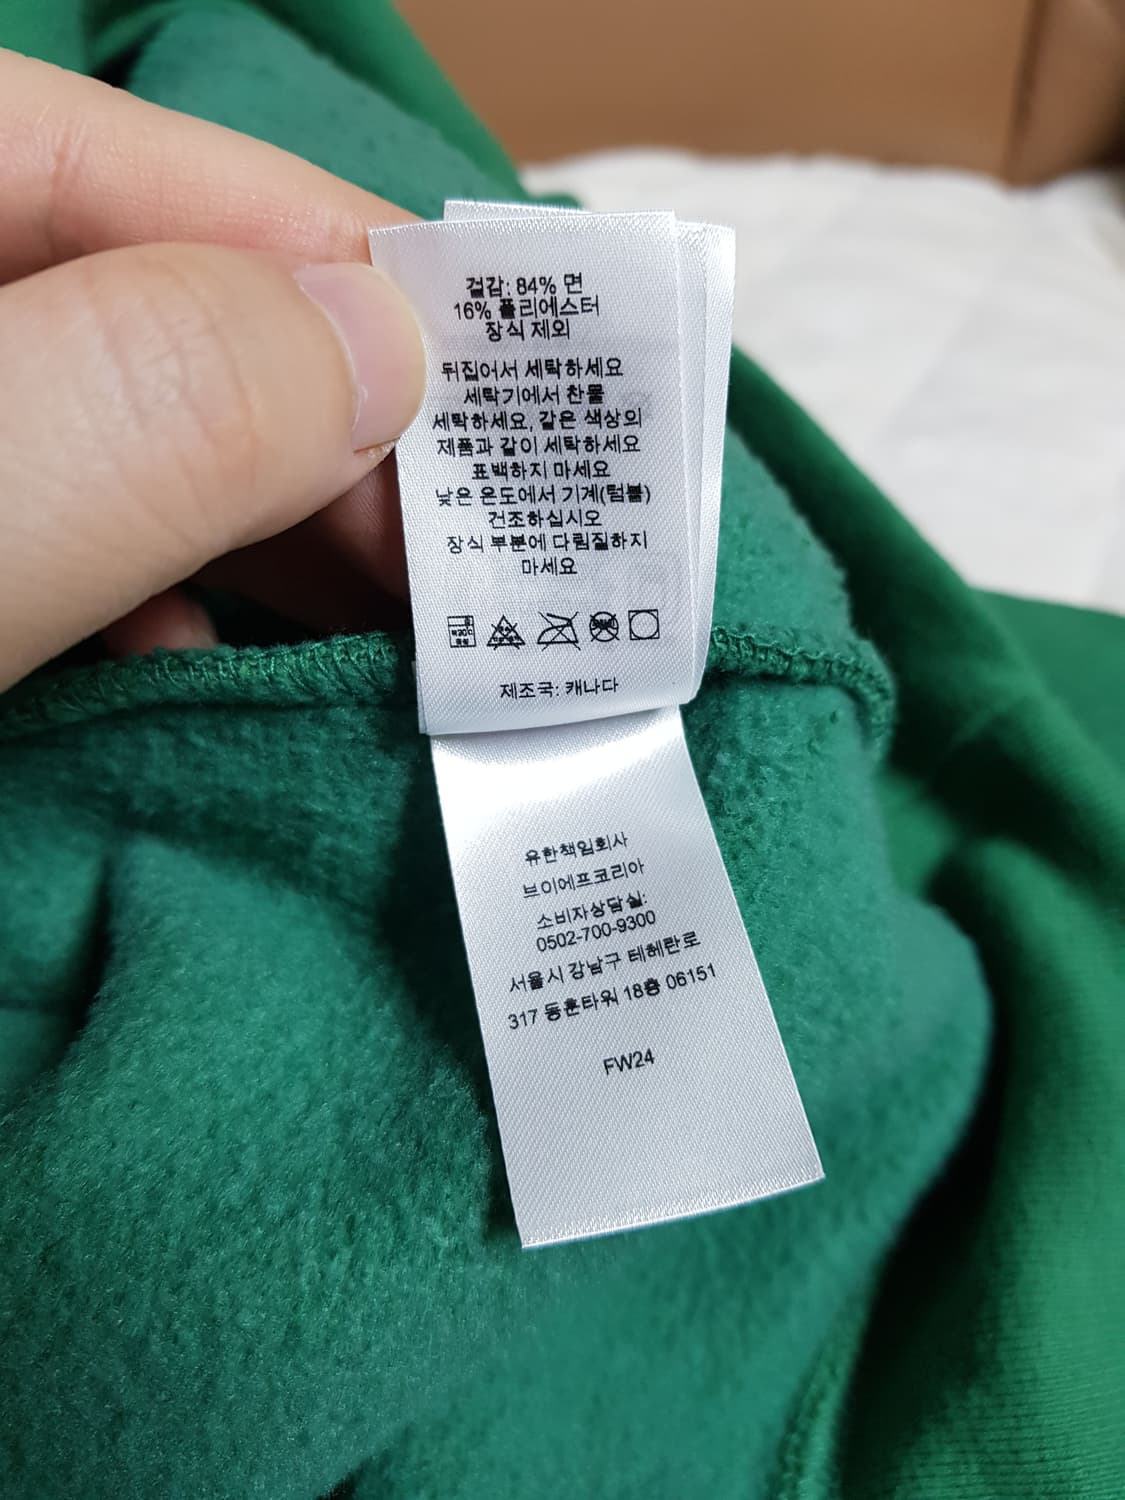 겉감: 84% 면
16% 폴리에스터
장식 제외
뒤집어서 세탁하세요
세탁기에서 찬물
세탁하세요, 같은 색상의
제품과 같이 세탁하세요
표백하지 마세요
낮은 온도에서 기계(텀블)
건조하십시오
장식 부분에 다림질하지
마세요
제조국: 캐나다
유한책임회사
브이에프코리아
소비자상담실:
0502-700-9300
서울시 강남구 테헤란로
317 동훈타워 18층 06151
FW24